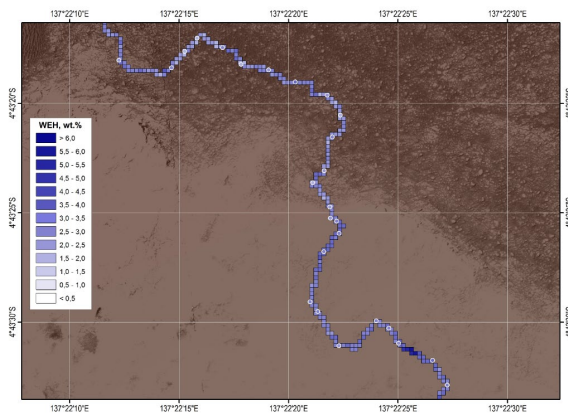 137°22'10"E 137°22'15"E 137°22'20"E 137°22'25"E 137°22'30"E
4°43'20"S
WEH, wt.%
> 6,0
5,5 - 6,0
5,0 - 5,5
4,5 - 5,0
4,0 - 4,5
3,5 - 4,0
3,0 - 3,5
2,5 - 3,0
2,0 - 2,5
1,5 - 2,0
1,0 - 1,5
0,5 - 1,0
< 0,5
4°43'25"S
4°43'30"S
137°22'10"E 137°22'15"E 137°22'20"E 137°22'25"E 137°22'30"E